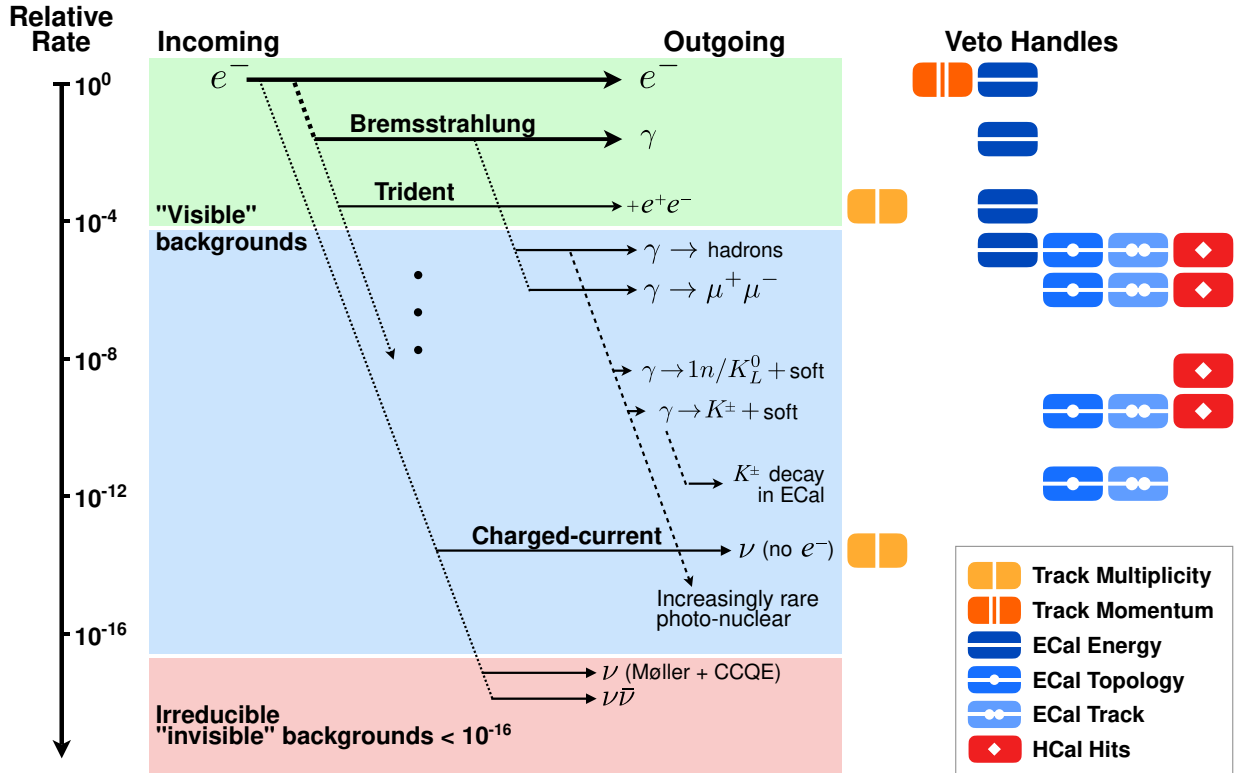 Relative
Rate
Incoming
Outgoing
Veto Handles
10⁰
e⁻
e⁻
Bremsstrahlung
γ
Trident
+e⁺e⁻
10⁻⁴
"Visible"
backgrounds
γ → hadrons
γ → μ⁺μ⁻
10⁻⁸
γ → 1n/K⁰_L + soft
γ → K± + soft
10⁻¹²
K± decay
in ECal
Charged-current
ν (no e⁻)
Increasingly rare
photo-nuclear
10⁻¹⁶
ν (Møller + CCQE)
νν̄
Irreducible
"invisible" backgrounds < 10⁻¹⁶
Track Multiplicity
Track Momentum
ECal Energy
ECal Topology
ECal Track
HCal Hits